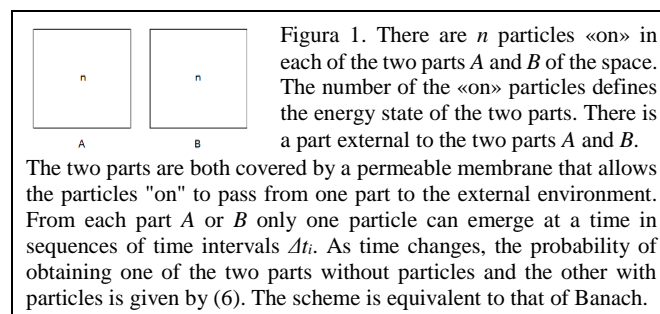 Figura 1. There are n particles «on» in
each of the two parts A and B of the space.
The number of the «on» particles defines
the energy state of the two parts. There is
a part external to the two parts A and B.
n n
A B
The two parts are both covered by a permeable membrane that allows
the particles "on" to pass from one part to the external environment.
From each part A or B only one particle can emerge at a time in
sequences of time intervals Δtᵢ. As time changes, the probability of
obtaining one of the two parts without particles and the other with
particles is given by (6). The scheme is equivalent to that of Banach.